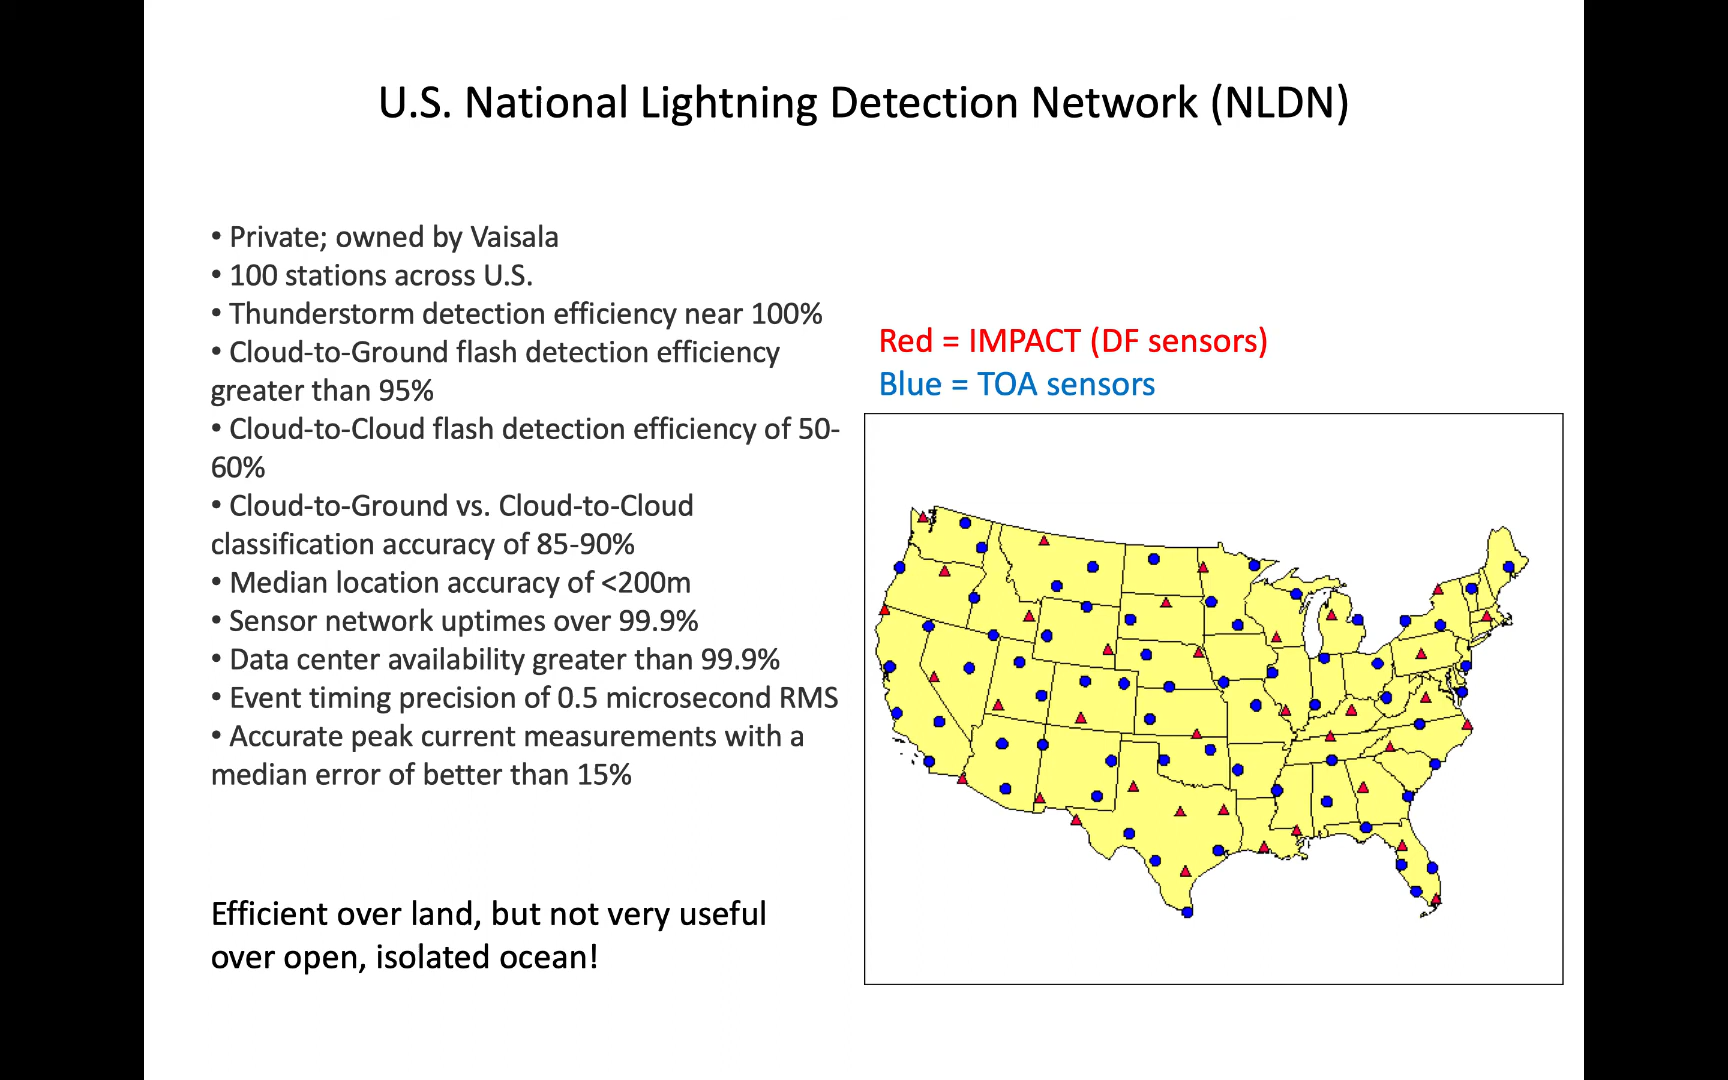 U.S. National Lightning Detection Network (NLDN)
• Private; owned by Vaisala
• 100 stations across U.S.
• Thunderstorm detection efficiency near 100%
• Cloud-to-Ground flash detection efficiency
greater than 95%
• Cloud-to-Cloud flash detection efficiency of 50-
60%
• Cloud-to-Ground vs. Cloud-to-Cloud
classification accuracy of 85-90%
• Median location accuracy of <200m
• Sensor network uptimes over 99.9%
• Data center availability greater than 99.9%
• Event timing precision of 0.5 microsecond RMS
• Accurate peak current measurements with a
median error of better than 15%
Efficient over land, but not very useful
over open, isolated ocean!
Red = IMPACT (DF sensors)
Blue = TOA sensors